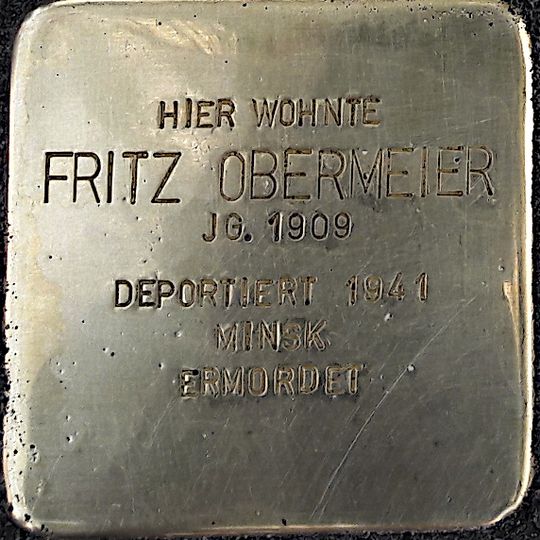 HIER WOHNTE
FRITZ OBERMEIER
JG. 1909
DEPORTIERT 1941
MINSK
ERMORDET